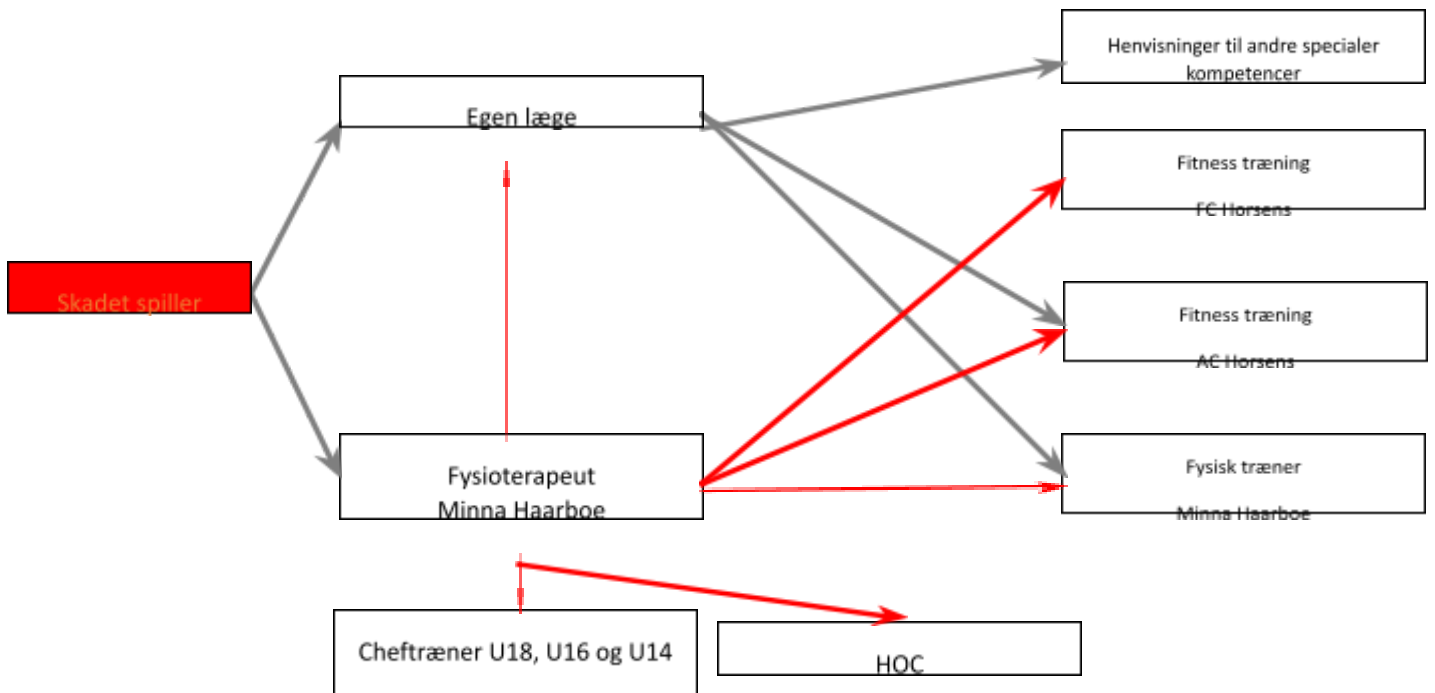 Henvisninger til andre specialer
kompetencer
Egen læge
Fitness træning
FC Horsens
Skadet spiller
Fitness træning
AC Horsens
Fysioterapeut
Minna Haarboe
Fysisk træner
Minna Haarboe
Cheftræner U18, U16 og U14
HOC